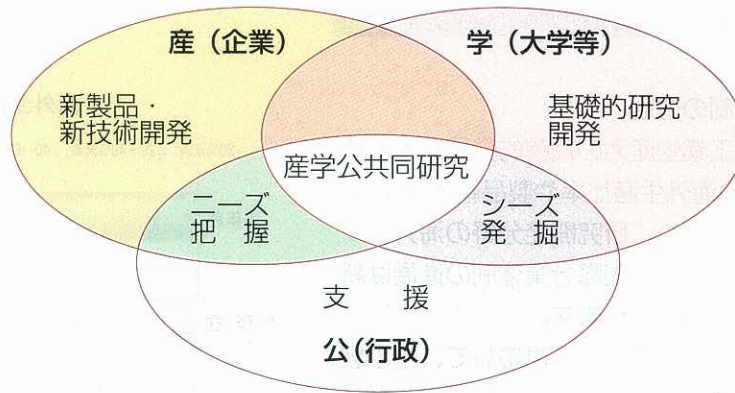 産（企業）
学（大学等）
新製品・
新技術開発
基礎的研究
開発
産学公共同研究
ニーズ
把　握
シーズ
発　掘
支　　援
公（行政）